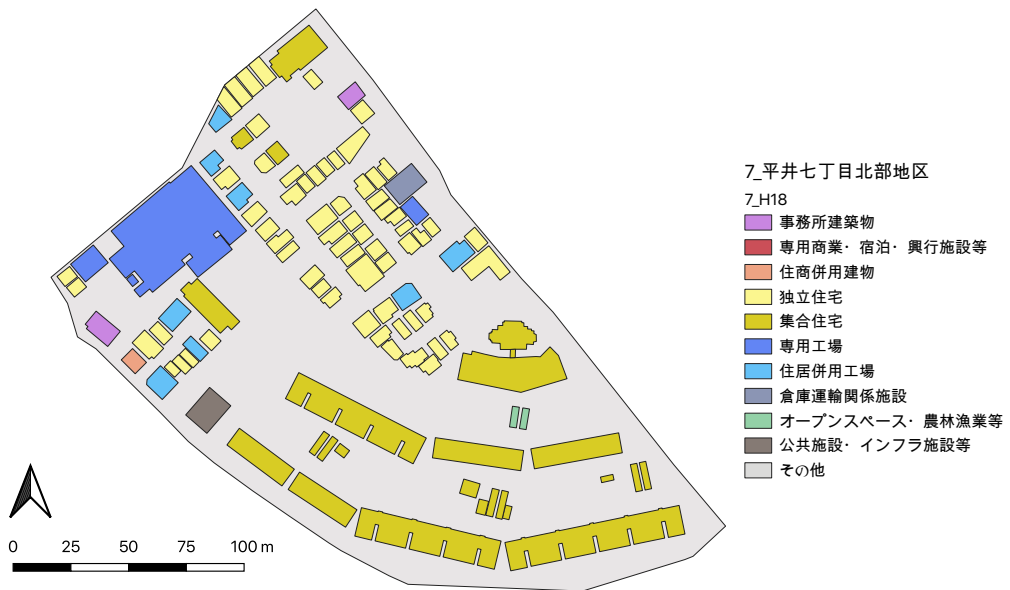 7_平井七丁目北部地区
7_H18
事務所建築物
専用商業・宿泊・興行施設等
住商併用建物
独立住宅
集合住宅
専用工場
住居併用工場
倉庫運輸関係施設
オープンスペース・農林漁業等
公共施設・インフラ施設等
その他
0 25 50 75 100 m